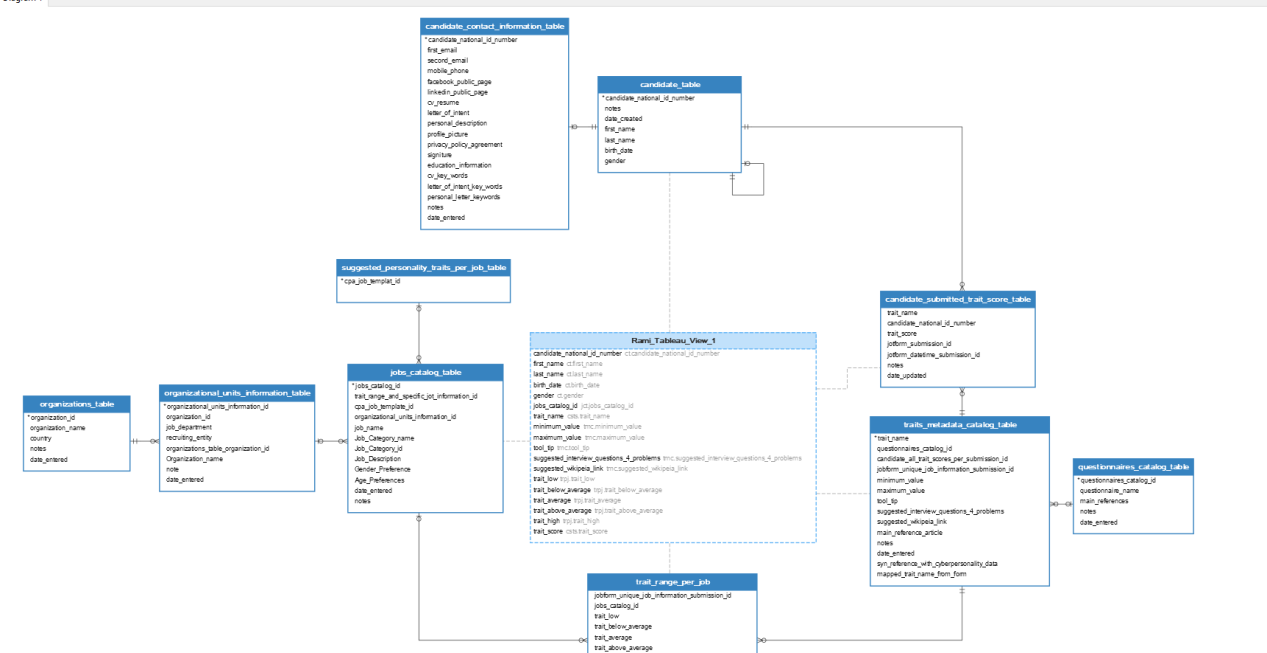 candidate_contact_information_table
*candidate_national_id_number
first_email
second_email
mobile_phone
facebook_public_page
linkedin_public_page
cv_resume
letter_of_intent
personal_description
profile_picture
privacy_policy_agreement
signiture
education_information
cv_key_words
letter_of_intent_key_words
personal_letter_keywords
notes
date_entered
candidate_table
*candidate_national_id_number
notes
date_created
first_name
last_name
birth_date
gender
suggested_personality_traits_per_job_table
*cpa_job_templat_id
candidate_submitted_trait_score_table
trait_name
candidate_national_id_number
trait_score
jotform_submission_id
jotform_datetime_submission_id
notes
date_updated
Rami_Tableau_View_1
candidate_national_id_number ct.candidate_national_id_number
first_name ct.first_name
last_name ct.last_name
birth_date ct.birth_date
gender ct.gender
jobs_catalog_id jct.jobs_catalog_id
trait_name csts.trait_name
minimum_value tmc.minimum_value
maximum_value tmc.maximum_value
tool_tip tmc.tool_tip
suggested_interview_questions_4_problems tmc.suggested_interview_questions_4_problems
suggested_wikipeia_link tmc.suggested_wikipeia_link
trait_low trpj.trait_low
trait_below_average trpj.trait_below_average
trait_average trpj.trait_average
trait_above_average trpj.trait_above_average
trait_high trpj.trait_high
trait_score csts.trait_score
jobs_catalog_table
*jobs_catalog_id
trait_range_and_specific_jot_information_id
cpa_job_template_id
organizational_units_information_id
job_name
Job_Category_name
Job_Category_id
Job_Description
Gender_Preference
Age_Preferences
date_entered
notes
organizational_units_information_table
*organizational_units_information_id
organization_id
job_department
recruiting_entity
organizations_table_organization_id
Organization_name
note
date_entered
organizations_table
*organization_id
organization_name
country
notes
date_entered
traits_metadata_catalog_table
*trait_name
questionnaires_catalog_id
candidate_all_trait_scores_per_submission_id
jobform_unique_job_information_submission_id
minimum_value
maximum_value
tool_tip
suggested_interview_questions_4_problems
suggested_wikipeia_link
main_reference_article
notes
date_entered
syn_reference_with_cyberpersonality_data
mapped_trait_name_from_form
questionnaires_catalog_table
*questionnaires_catalog_id
questionnaire_name
main_references
notes
date_entered
trait_range_per_job
jobform_unique_job_information_submission_id
jobs_catalog_id
trait_low
trait_below_average
trait_average
trait_above_average